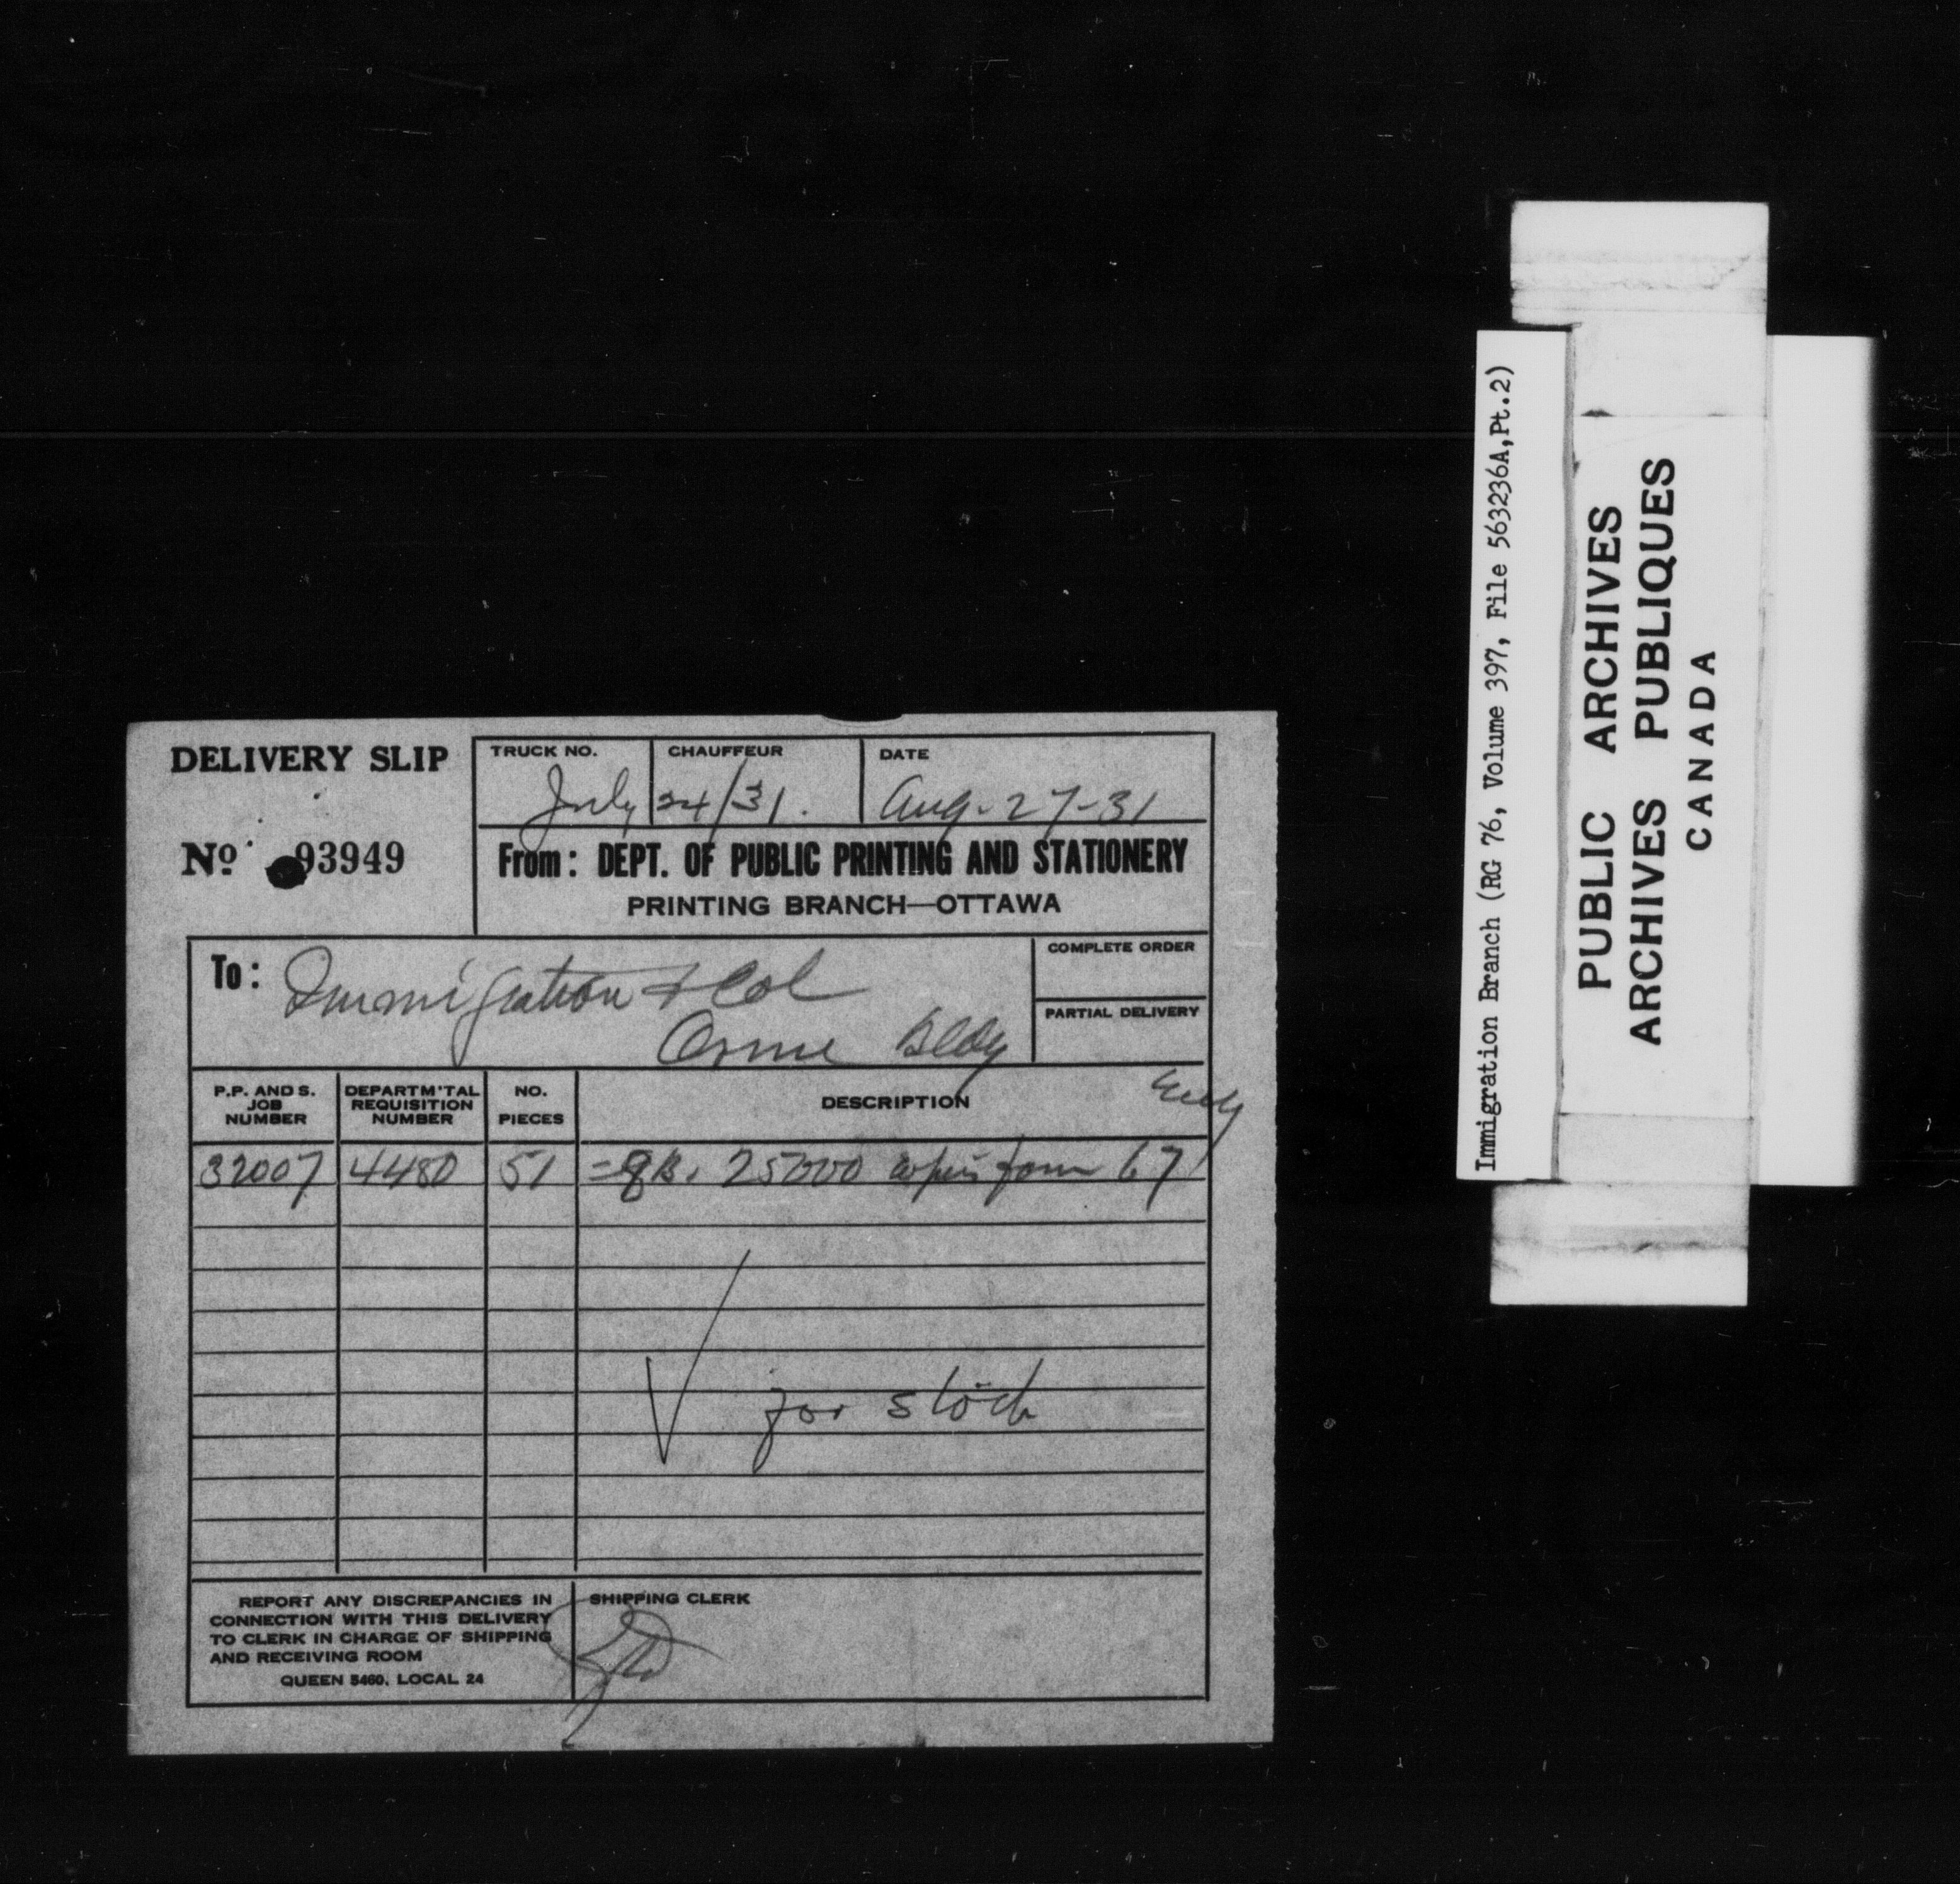 DELIVERY SLIP
No 93949
TRUCK NO.
CHAUFFEUR
DATE
July 24/31.
Aug-27-31
From: DEPT. OF PUBLIC PRINTING AND STATIONERY
PRINTING BRANCH—OTTAWA
To: Immigration & Col
Orme Bldg
COMPLETE ORDER
PARTIAL DELIVERY
P.P. AND S.
JOB
NUMBER
DEPARTM'TAL
REQUISITION
NUMBER
NO.
PIECES
DESCRIPTION
32007 4480 51 25000 copies form 67
for stock
REPORT ANY DISCREPANCIES IN
CONNECTION WITH THIS DELIVERY
TO CLERK IN CHARGE OF SHIPPING
AND RECEIVING ROOM
QUEEN 5460, LOCAL 24
SHIPPING CLERK
Immigration Branch (RG 76, Volume 397, File 563236A,Pt.2)
PUBLIC ARCHIVES
ARCHIVES PUBLIQUES
CANADA